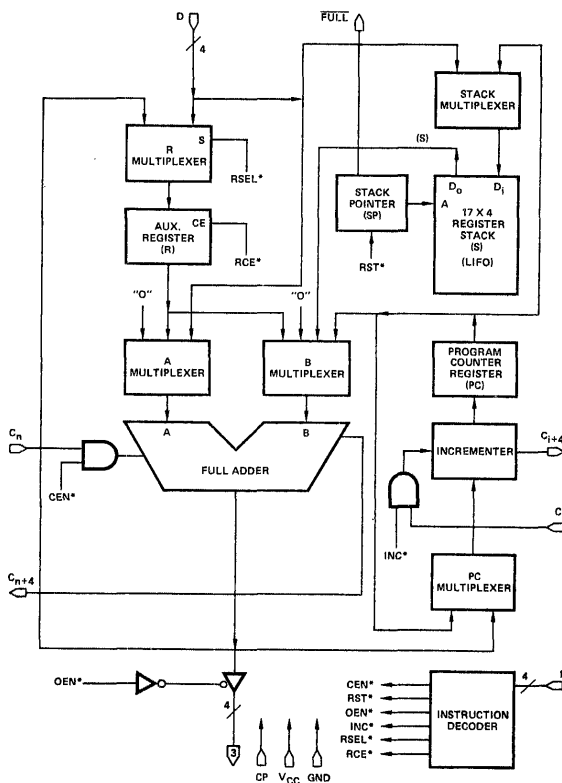 D
FULL
4
STACK
MULTIPLEXER
S
R
MULTIPLEXER
RSEL*
(S)
Do
Di
A
STACK
POINTER
(SP)
17 X 4
REGISTER
STACK
(S)
(LIFO)
CE
AUX.
REGISTER
(R)
RCE*
RST*
"O"
"O"
A
MULTIPLEXER
B
MULTIPLEXER
PROGRAM
COUNTER
REGISTER
(PC)
Cn
A
B
FULL ADDER
INCREMENTER
Ci+4
CEN*
C
INC*
PC
MULTIPLEXER
Cn+4
OEN*
4
3
CP
VCC
GND
CEN*
RST*
OEN*
INC*
RSEL*
RCE*
INSTRUCTION
DECODER
4